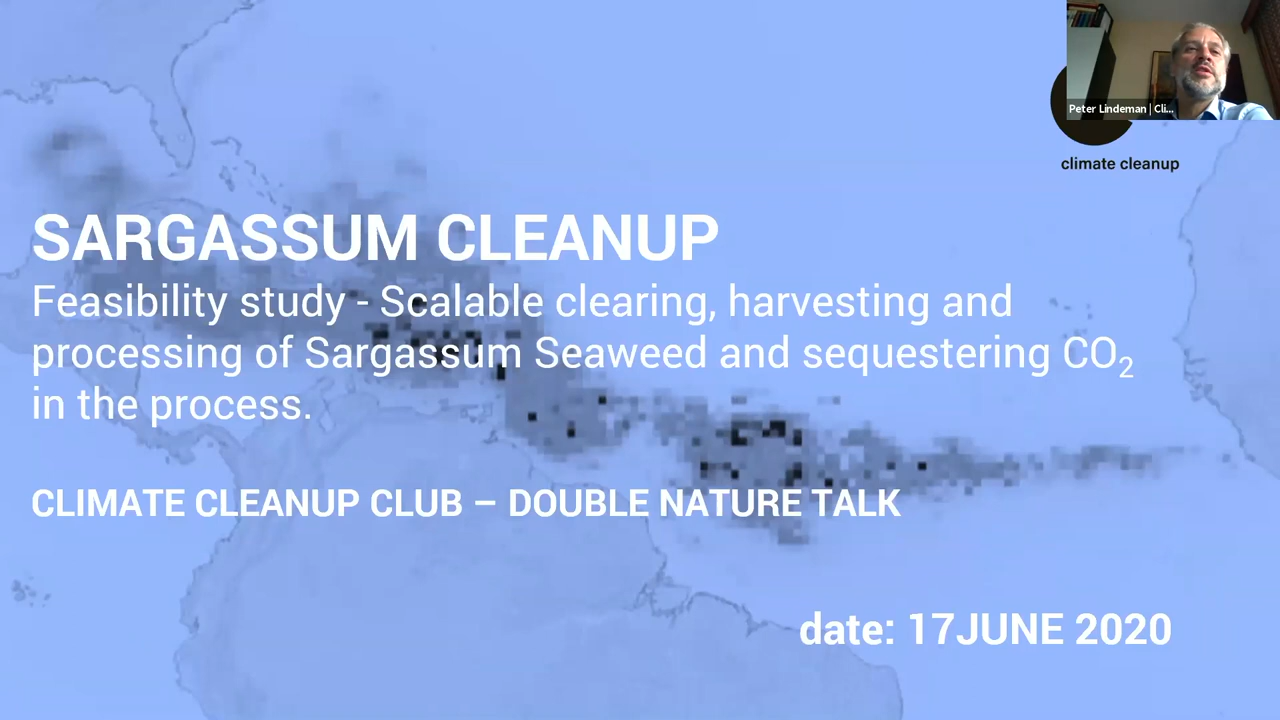 Peter Lindeman | Cli...
climate cleanup
SARGASSUM CLEANUP
Feasibility study - Scalable clearing, harvesting and
processing of Sargassum Seaweed and sequestering CO₂
in the process.
CLIMATE CLEANUP CLUB – DOUBLE NATURE TALK
date: 17JUNE 2020